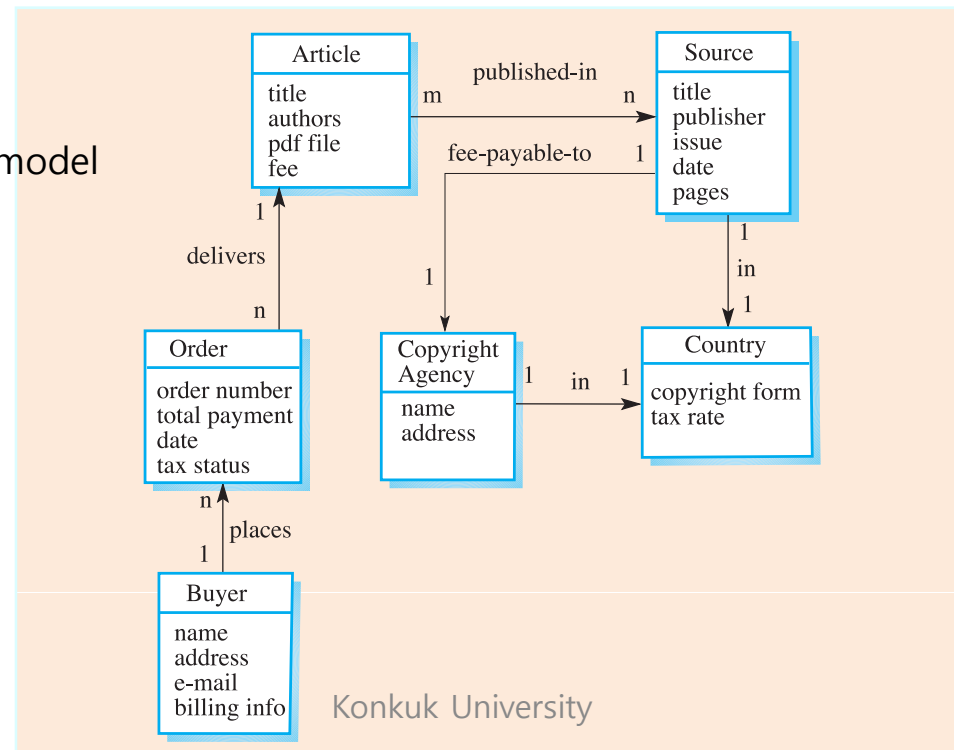 model
Article
title
authors
pdf file
fee
m
published-in
n
Source
title
publisher
issue
date
pages
fee-payable-to
1
1
1
in
1
1
delivers
n
Order
order number
total payment
date
tax status
Copyright
Agency
name
address
1
in
1
Country
copyright form
tax rate
n
places
1
Buyer
name
address
e-mail
billing info
Konkuk University